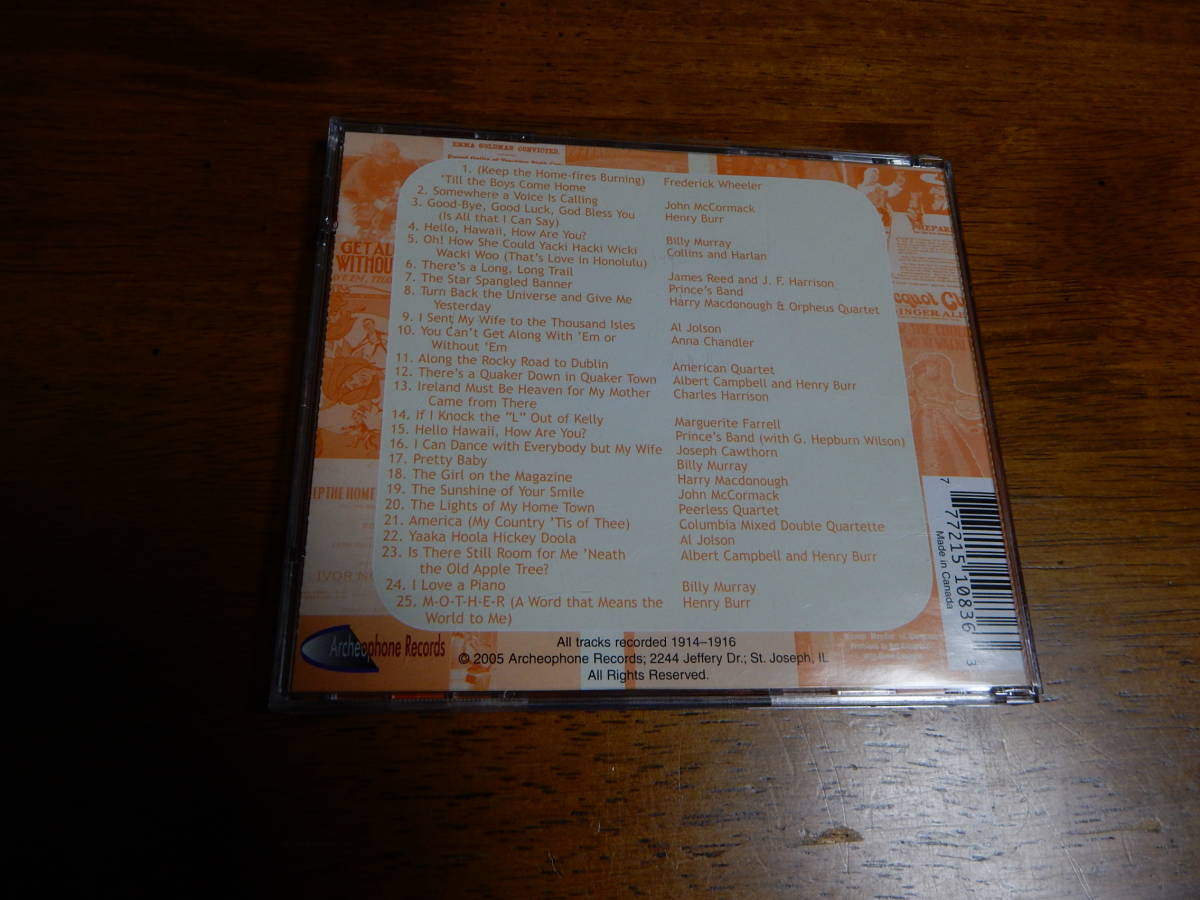 EMMA GOLDMAN CONVICTED.
1. (Keep the Home-fires Burning) Frederick Wheeler
'Till the Boys Come Home
2. Somewhere a Voice Is Calling John McCormack
3. Good-Bye, Good Luck, God Bless You Henry Burr
(Is All that I Can Say)
4. Hello, Hawaii, How Are You? Billy Murray
5. Oh! How She Could Yacki Hacki Wicki Collins and Harlan
Wacki Woo (That's Love in Honolulu)
6. There's a Long, Long Trail James Reed and J. F. Harrison
7. The Star Spangled Banner Prince's Band
8. Turn Back the Universe and Give Me Harry Macdonough & Orpheus Quartet
Yesterday
9. I Sent My Wife to the Thousand Isles Al Jolson
10. You Can't Get Along With 'Em or Anna Chandler
Without 'Em
11. Along the Rocky Road to Dublin American Quartet
12. There's a Quaker Down in Quaker Town Albert Campbell and Henry Burr
13. Ireland Must Be Heaven for My Mother Charles Harrison
Came from There
14. If I Knock the "L" Out of Kelly Marguerite Farrell
15. Hello Hawaii, How Are You? Prince's Band (with G. Hepburn Wilson)
16. I Can Dance with Everybody but My Wife Joseph Cawthorn
17. Pretty Baby Billy Murray
18. The Girl on the Magazine Harry Macdonough
19. The Sunshine of Your Smile John McCormack
20. The Lights of My Home Town Peerless Quartet
21. America (My Country 'Tis of Thee) Columbia Mixed Double Quartette
22. Yaaka Hoola Hickey Doola Al Jolson
23. Is There Still Room for Me 'Neath Albert Campbell and Henry Burr
the Old Apple Tree?
24. I Love a Piano Billy Murray
25. M-O-T-H-E-R (A Word that Means the Henry Burr
World to Me)
GET AL
WITHOU
PREPAR
cquot Cl
GINGER ALE
EP THE HOME
IVOR NO
7 77215 10836 3
Made in Canada
Archeophone Records
All tracks recorded 1914–1916
© 2005 Archeophone Records; 2244 Jeffery Dr.; St. Joseph, IL
All Rights Reserved.